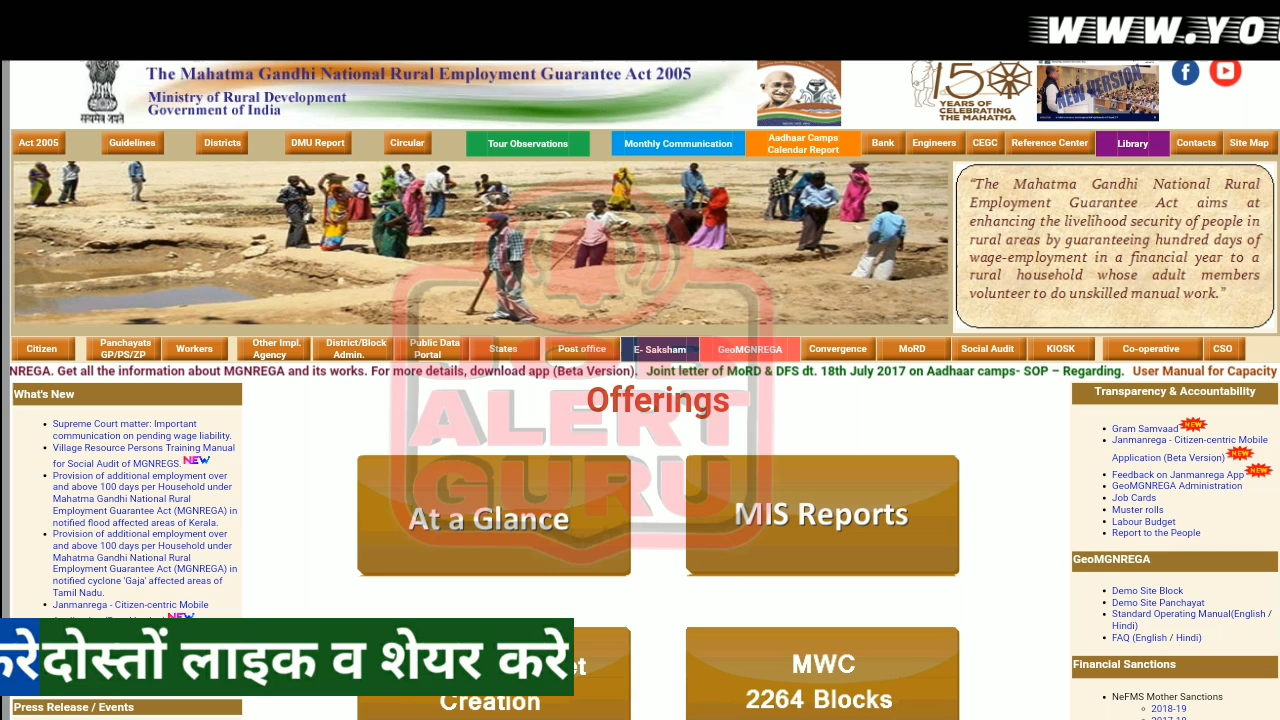 WWW.YO
The Mahatma Gandhi National Rural Employment Guarantee Act 2005
Ministry of Rural Development
Government of India
सत्यमेव जयते
150
YEARS OF
CELEBRATING
THE MAHATMA
NEW VERSION
Act 2005
Guidelines
Districts
DMU Report
Circular
Tour Observations
Monthly Communication
Aadhaar Camps
Calendar Report
Bank
Engineers
CEGC
Reference Center
Library
Contacts
Site Map
"The Mahatma Gandhi National Rural
Employment Guarantee Act aims at
enhancing the livelihood security of people in
rural areas by guaranteeing hundred days of
wage-employment in a financial year to a
rural household whose adult members
volunteer to do unskilled manual work."
Citizen
Panchayats
GP/PS/ZP
Workers
Other Impl.
Agency
District/Block
Admin.
Public Data
Portal
States
Post office
E- Saksham
GeoMGNREGA
Convergence
MoRD
Social Audit
KIOSK
Co-operative
CSO
NREGA. Get all the information about MGNREGA and its works. For more details, download app (Beta Version). Joint letter of MoRD & DFS dt. 18th July 2017 on Aadhaar camps- SOP – Regarding. User Manual for Capacity
What's New
Supreme Court matter: Important
communication on pending wage liability.
Village Resource Persons Training Manual
for Social Audit of MGNREGS. NEW
Provision of additional employment over
and above 100 days per Household under
Mahatma Gandhi National Rural
Employment Guarantee Act (MGNREGA) in
notified flood affected areas of Kerala.
Provision of additional employment over
and above 100 days per Household under
Mahatma Gandhi National Rural
Employment Guarantee Act (MGNREGA) in
notified cyclone 'Gaja' affected areas of
Tamil Nadu.
Janmanrega - Citizen-centric Mobile
NEW
Press Release / Events
Offerings
JOB
ALERT
GURU
At a Glance
MIS Reports
et
Creation
MWC
2264 Blocks
Transparency & Accountability
Gram Samvaad NEW
Janmanrega - Citizen-centric Mobile
Application (Beta Version) NEW
Feedback on Janmanrega App NEW
GeoMGNREGA Administration
Job Cards
Muster rolls
Labour Budget
Report to the People
GeoMGNREGA
Demo Site Block
Demo Site Panchayat
Standard Operating Manual(English /
Hindi)
FAQ (English / Hindi)
Financial Sanctions
NeFMS Mother Sanctions
2018-19
2017-18
करे दोस्तों लाइक व शेयर करे